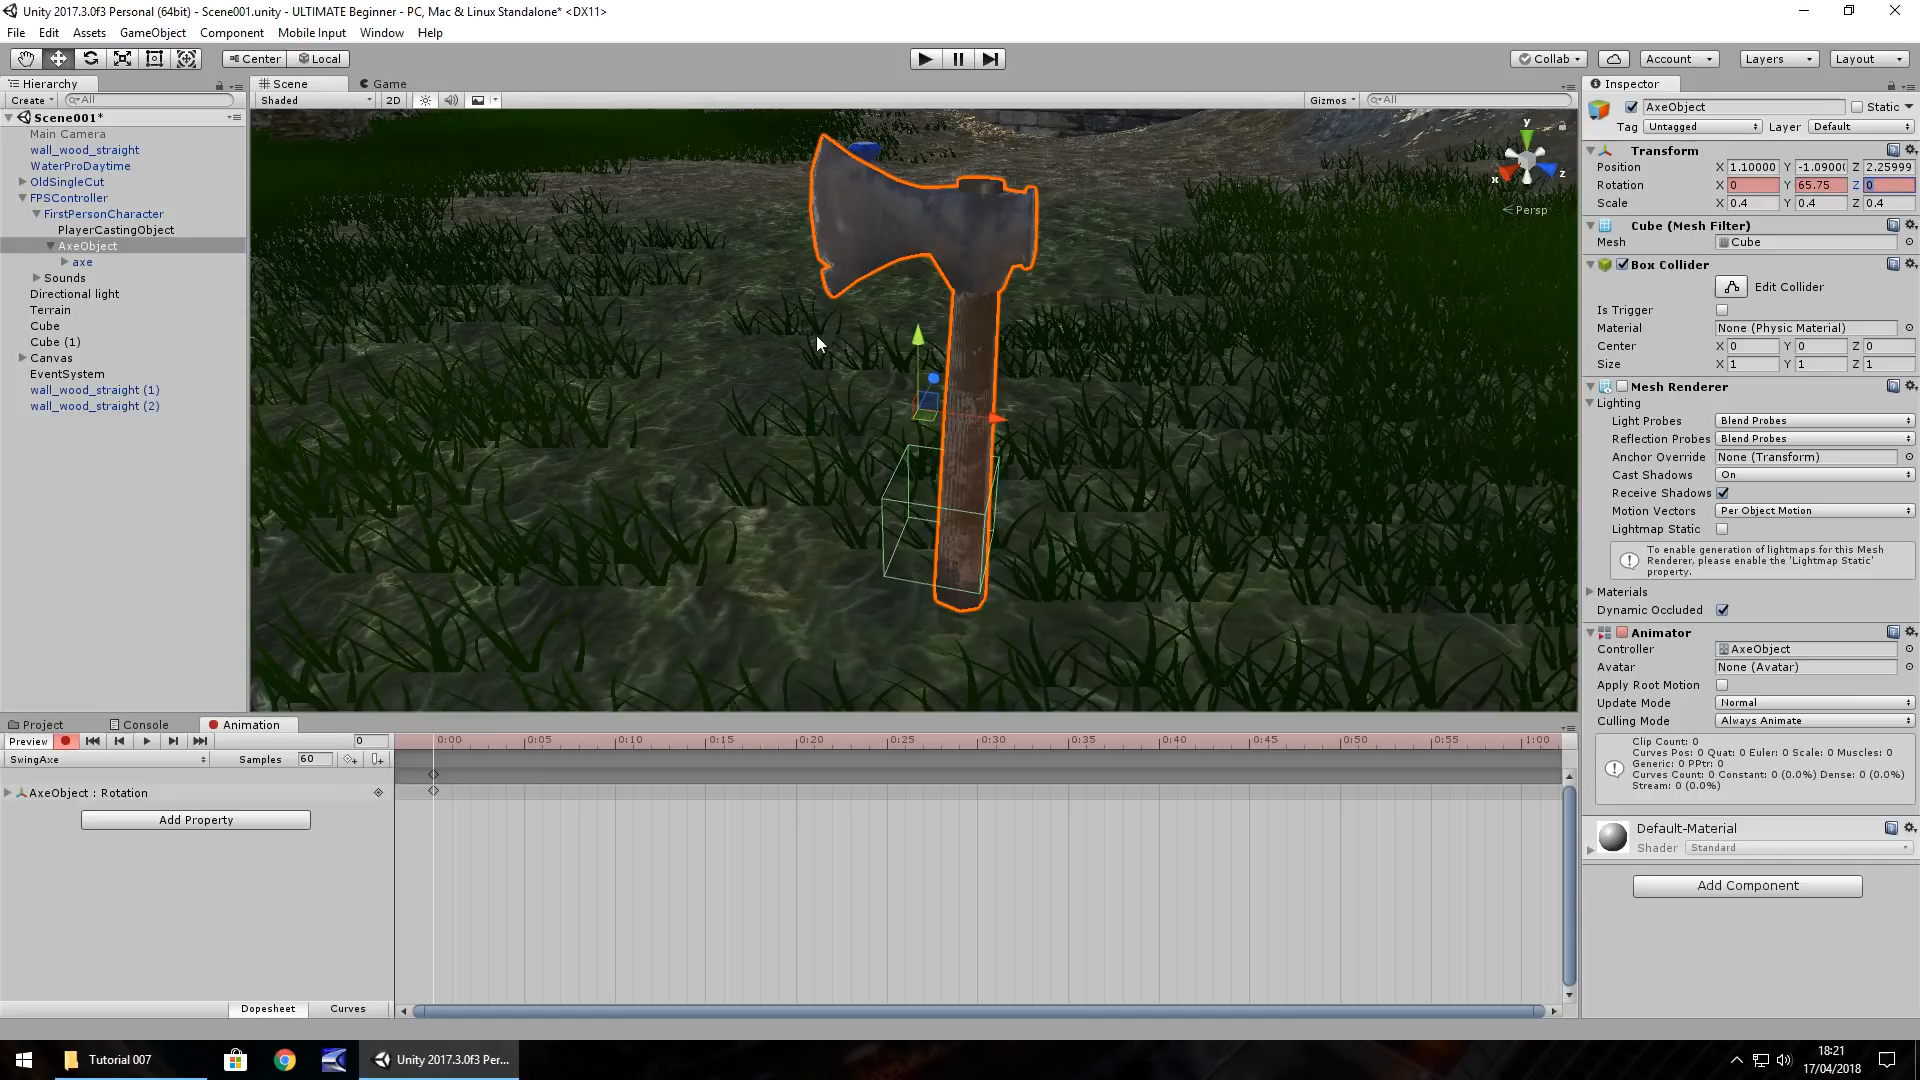 Unity 2017.3.0f3 Personal (64bit) - Scene001.unity - ULTIMATE Beginner - PC, Mac & Linux Standalone* <DX11>
File Edit Assets GameObject Component Mobile Input Window Help
Center Local Collab Account Layers Layout
Hierarchy
Create All
Scene001*
Main Camera
wall_wood_straight
WaterProDaytime
OldSingleCut
FPSController
FirstPersonCharacter
PlayerCastingObject
AxeObject
axe
Sounds
Directional light
Terrain
Cube
Cube (1)
Canvas
EventSystem
wall_wood_straight (1)
wall_wood_straight (2)
Scene Game
Shaded 2D Gizmos All
y
x
z
Persp
Inspector
AxeObject Static
Tag Untagged Layer Default
Transform
Position X 1.10000 Y -1.0900( Z 2.25999
Rotation X 0 Y 65.75 Z 0
Scale X 0.4 Y 0.4 Z 0.4
Cube (Mesh Filter)
Mesh Cube
Box Collider
Edit Collider
Is Trigger
Material None (Physic Material)
Center X 0 Y 0 Z 0
Size X 1 Y 1 Z 1
Mesh Renderer
Lighting
Light Probes Blend Probes
Reflection Probes Blend Probes
Anchor Override None (Transform)
Cast Shadows On
Receive Shadows
Motion Vectors Per Object Motion
Lightmap Static
To enable generation of lightmaps for this Mesh
Renderer, please enable the 'Lightmap Static'
property.
Materials
Dynamic Occluded
Animator
Controller AxeObject
Avatar None (Avatar)
Apply Root Motion
Update Mode Normal
Culling Mode Always Animate
Clip Count: 0
Curves Pos: 0 Quat: 0 Euler: 0 Scale: 0 Muscles: 0
Generic: 0 PPtr: 0
Curves Count: 0 Constant: 0 (0.0%) Dense: 0 (0.0%)
Stream: 0 (0.0%)
Default-Material
Shader Standard
Add Component
Project Console Animation
Preview 0 0:00 0:05 0:10 0:15 0:20 0:25 0:30 0:35 0:40 0:45 0:50 0:55 1:00
SwingAxe Samples 60
AxeObject : Rotation
Add Property
Dopesheet Curves
Tutorial 007 Unity 2017.3.0f3 Per...
18:21
17/04/2018